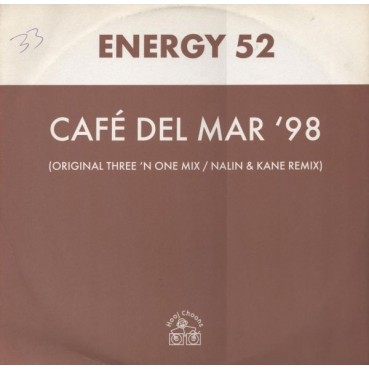 33
ENERGY 52
CAFÉ DEL MAR ‘98
(ORIGINAL THREE ‘N ONE MIX / NALIN & KANE REMIX)
Hooj Choons